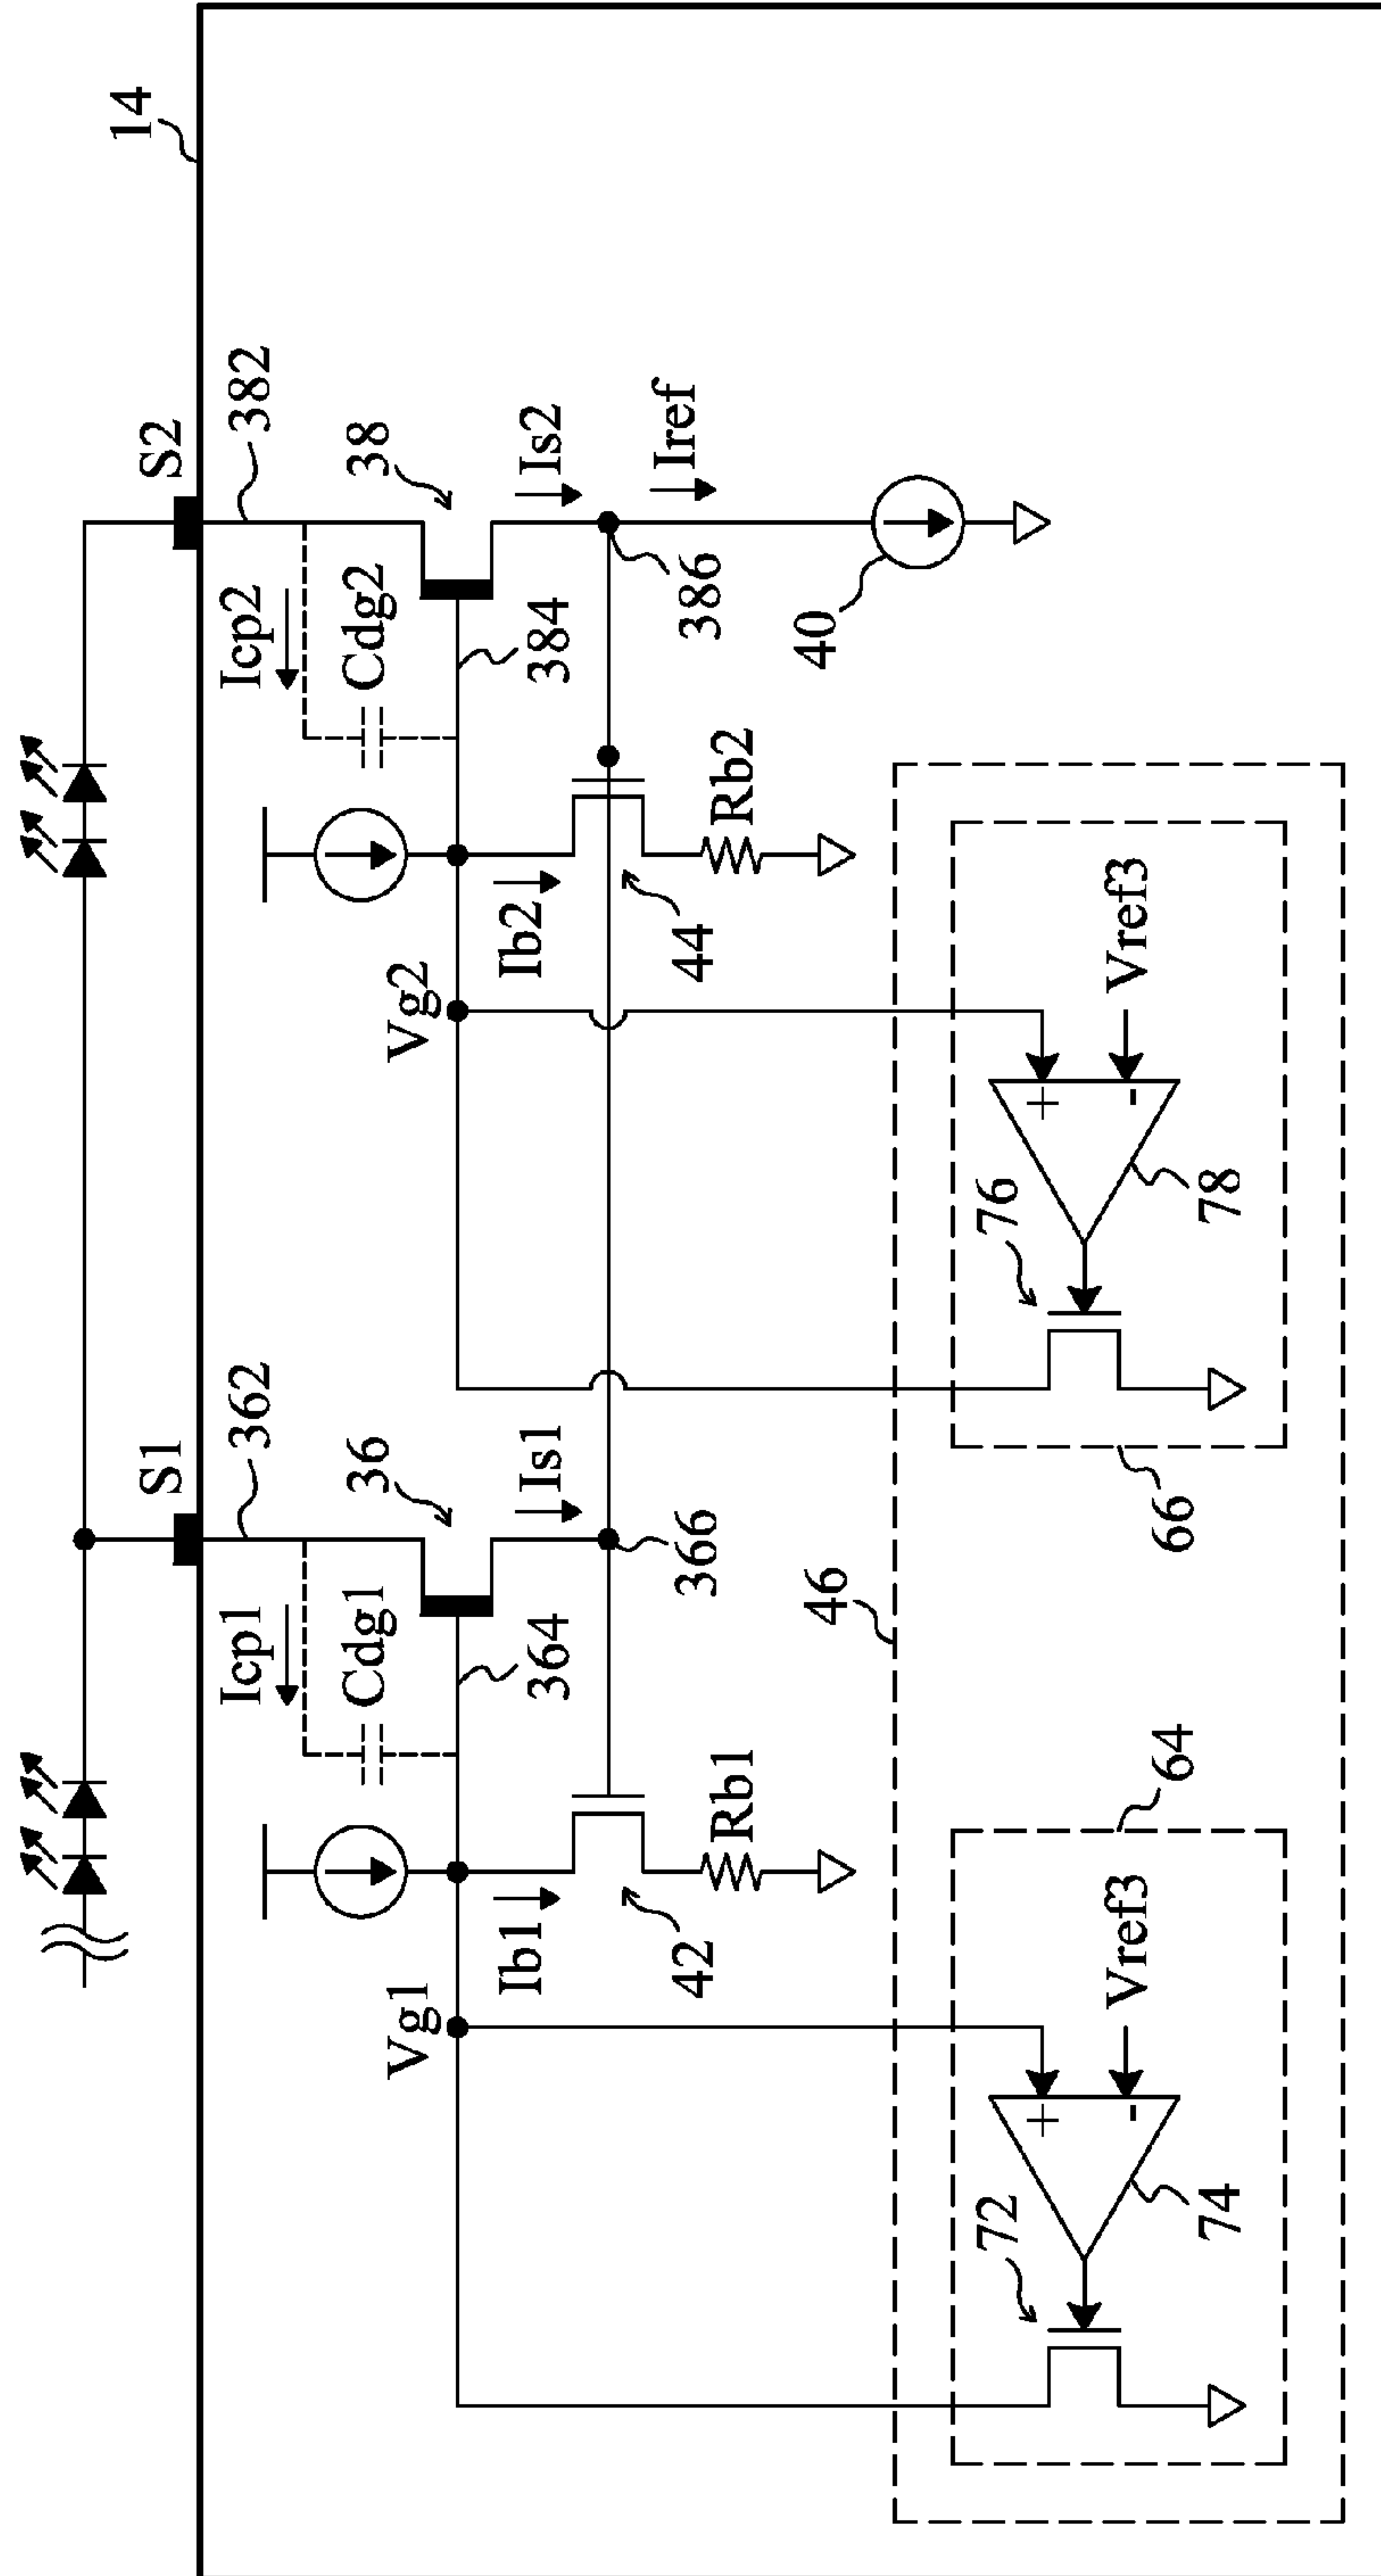 14
S1
S2
362
382
Icp1
Icp2
Cdg1
Cdg2
36
38
364
384
Vg1
Vg2
Ib1
Ib2
Is1
Is2
366
386
Iref
42
44
Rb1
Rb2
40
46
64
66
72
76
+
-
Vref3
+
-
Vref3
74
78